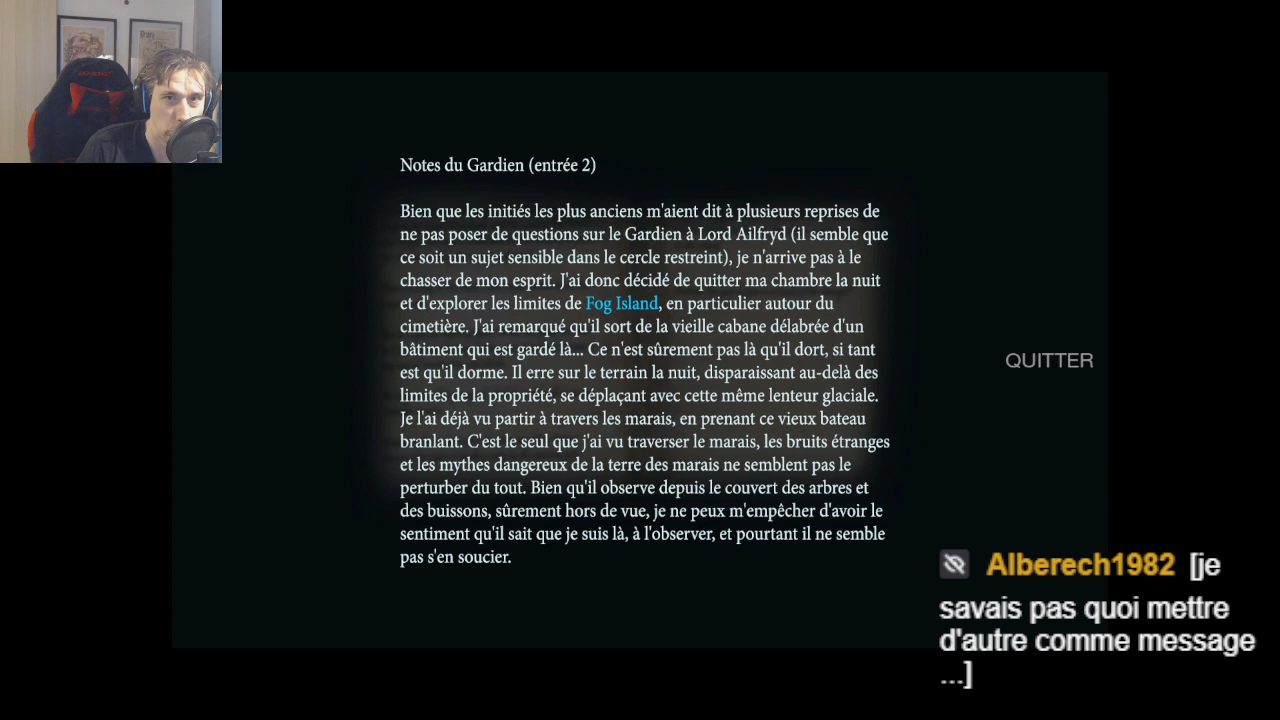 Notes du Gardien (entrée 2)
Bien que les initiés les plus anciens m'aient dit à plusieurs reprises de
ne pas poser de questions sur le Gardien à Lord Ailfryd (il semble que
ce soit un sujet sensible dans le cercle restreint), je n'arrive pas à le
chasser de mon esprit. J'ai donc décidé de quitter ma chambre la nuit
et d'explorer les limites de Fog Island, en particulier autour du
cimetière. J'ai remarqué qu'il sort de la vieille cabane délabrée d'un
bâtiment qui est gardé là... Ce n'est sûrement pas là qu'il dort, si tant
est qu'il dorme. Il erre sur le terrain la nuit, disparaissant au-delà des
limites de la propriété, se déplaçant avec cette même lenteur glaciale.
Je l'ai déjà vu partir à travers les marais, en prenant ce vieux bateau
branlant. C'est le seul que j'ai vu traverser le marais, les bruits étranges
et les mythes dangereux de la terre des marais ne semblent pas le
perturber du tout. Bien qu'il observe depuis le couvert des arbres et
des buissons, sûrement hors de vue, je ne peux m'empêcher d'avoir le
sentiment qu'il sait que je suis là, à l'observer, et pourtant il ne semble
pas s'en soucier.
QUITTER
Alberech1982 [je
savais pas quoi mettre
d'autre comme message
...]